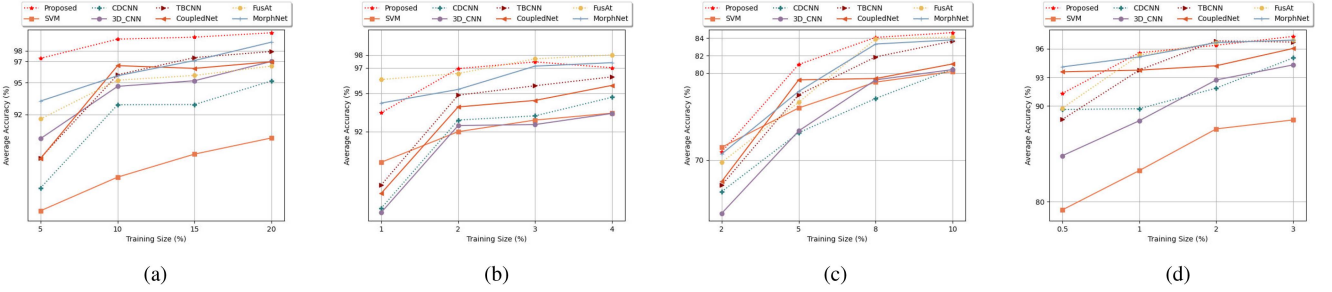 Proposed CDCNN TBCNN FusAt
SVM 3D_CNN CoupledNet MorphNet
Average Accuracy (%)
98
97
95
92
5 10 15 20
Training Size (%)
(a)
Proposed CDCNN TBCNN FusAt
SVM 3D_CNN CoupledNet MorphNet
Average Accuracy (%)
98
97
95
92
1 2 3 4
Training Size (%)
(b)
Proposed CDCNN TBCNN FusAt
SVM 3D_CNN CoupledNet MorphNet
Average Accuracy (%)
84
82
80
70
2 5 8 10
Training Size (%)
(c)
Proposed CDCNN TBCNN FusAt
SVM 3D_CNN CoupledNet MorphNet
Average Accuracy (%)
96
93
90
80
0.5 1 2 3
Training Size (%)
(d)